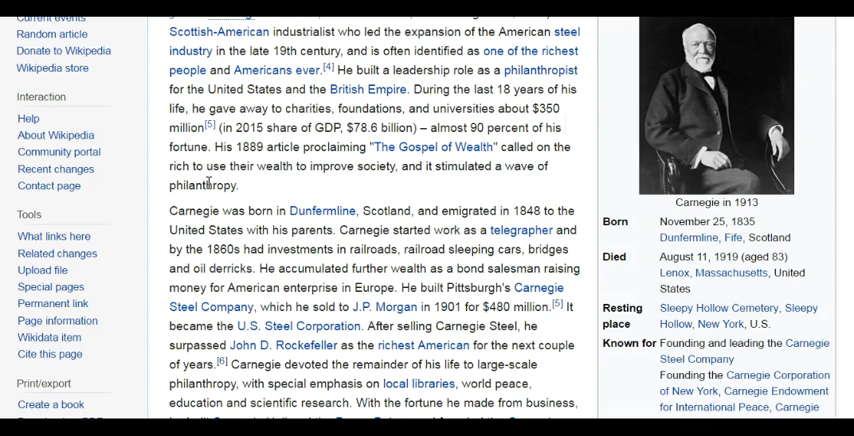 Current events
Random article
Donate to Wikipedia
Wikipedia store
Interaction
Help
About Wikipedia
Community portal
Recent changes
Contact page
Tools
What links here
Related changes
Upload file
Special pages
Permanent link
Page information
Wikidata item
Cite this page
Print/export
Create a book
Scottish-American industrialist who led the expansion of the American steel
industry in the late 19th century, and is often identified as one of the richest
people and Americans ever.[4] He built a leadership role as a philanthropist
for the United States and the British Empire. During the last 18 years of his
life, he gave away to charities, foundations, and universities about $350
million[5] (in 2015 share of GDP, $78.6 billion) – almost 90 percent of his
fortune. His 1889 article proclaiming "The Gospel of Wealth" called on the
rich to use their wealth to improve society, and it stimulated a wave of
philanthropy.
Carnegie was born in Dunfermline, Scotland, and emigrated in 1848 to the
United States with his parents. Carnegie started work as a telegrapher and
by the 1860s had investments in railroads, railroad sleeping cars, bridges
and oil derricks. He accumulated further wealth as a bond salesman raising
money for American enterprise in Europe. He built Pittsburgh's Carnegie
Steel Company, which he sold to J.P. Morgan in 1901 for $480 million.[5] It
became the U.S. Steel Corporation. After selling Carnegie Steel, he
surpassed John D. Rockefeller as the richest American for the next couple
of years.[6] Carnegie devoted the remainder of his life to large-scale
philanthropy, with special emphasis on local libraries, world peace,
education and scientific research. With the fortune he made from business,
Carnegie in 1913
Born November 25, 1835
Dunfermline, Fife, Scotland
Died August 11, 1919 (aged 83)
Lenox, Massachusetts, United
States
Resting Sleepy Hollow Cemetery, Sleepy
place Hollow, New York, U.S.
Known for Founding and leading the Carnegie
Steel Company
Founding the Carnegie Corporation
of New York, Carnegie Endowment
for International Peace, Carnegie